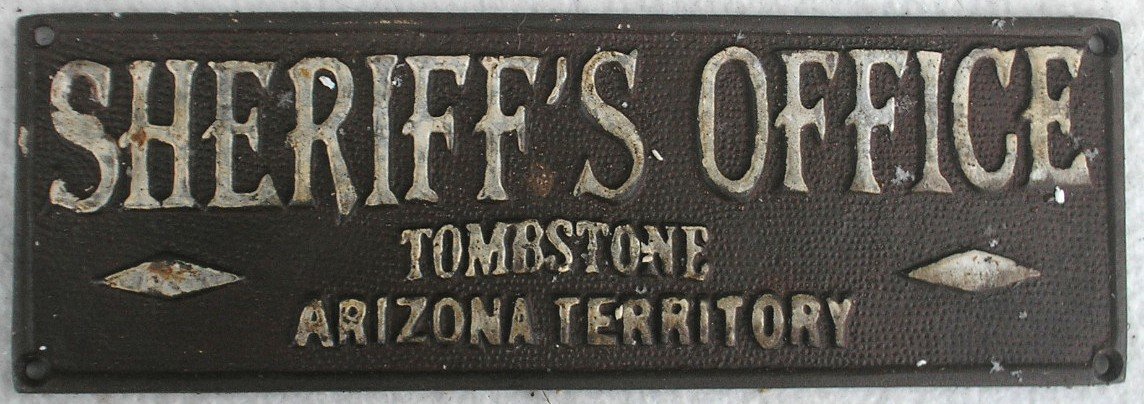 SHERIFF'S OFFICE
TOMBSTONE
ARIZONA TERRITORY